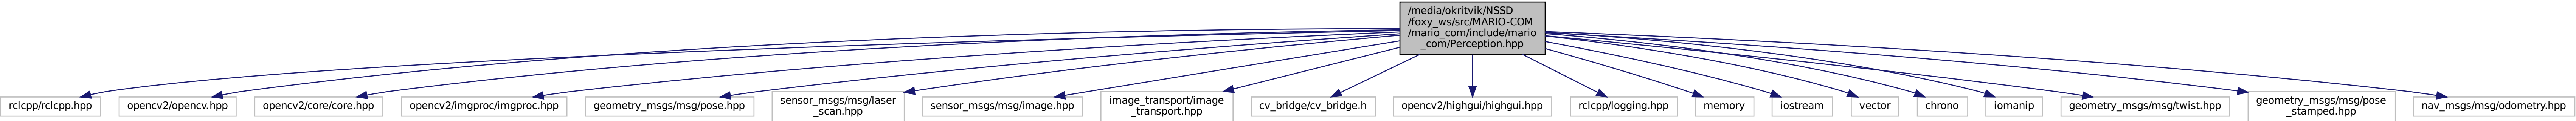 /media/okritvik/NSSD
/foxy_ws/src/MARIO-COM
/mario_com/include/mario
_com/Perception.hpp
rclcpp/rclcpp.hpp
opencv2/opencv.hpp
opencv2/core/core.hpp
opencv2/imgproc/imgproc.hpp
geometry_msgs/msg/pose.hpp
sensor_msgs/msg/laser
_scan.hpp
sensor_msgs/msg/image.hpp
image_transport/image
_transport.hpp
cv_bridge/cv_bridge.h
opencv2/highgui/highgui.hpp
rclcpp/logging.hpp
memory
iostream
vector
chrono
iomanip
geometry_msgs/msg/twist.hpp
geometry_msgs/msg/pose
_stamped.hpp
nav_msgs/msg/odometry.hpp